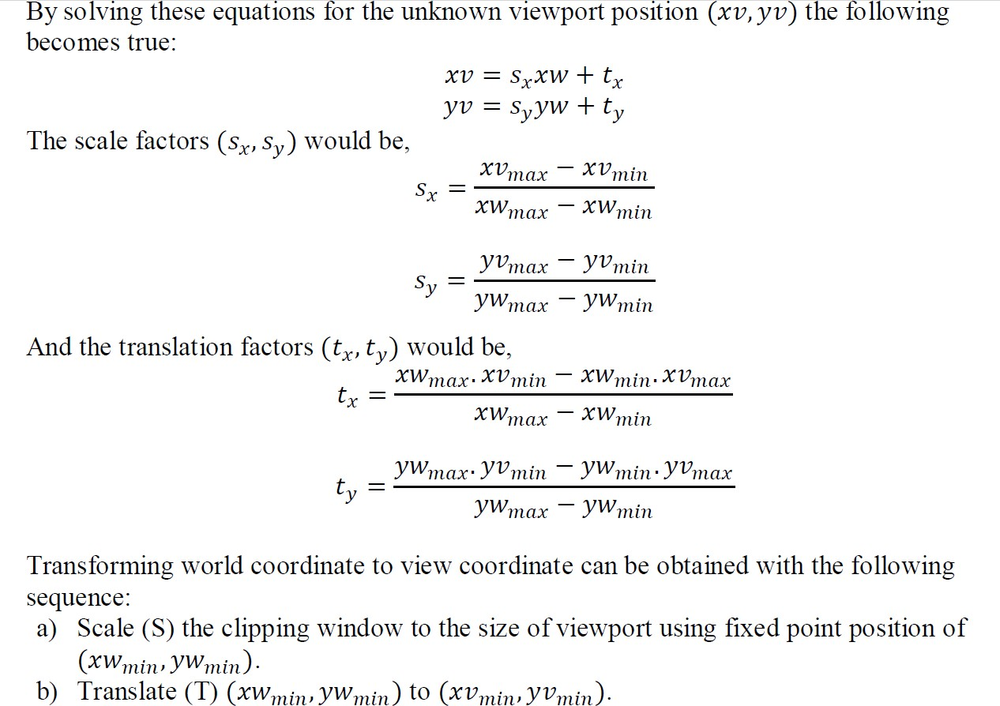 By solving these equations for the unknown viewport position (xv, yv) the following
becomes true:
xv = s_x xw + t_x
yv = s_y yw + t_y
The scale factors (s_x, s_y) would be,
s_x = \frac{xv_{max} − xv_{min}}{xw_{max} − xw_{min}}
s_y = \frac{yv_{max} − yv_{min}}{yw_{max} − yw_{min}}
And the translation factors (t_x, t_y) would be,
t_x = \frac{xw_{max}. xv_{min} − xw_{min}. xv_{max}}{xw_{max} − xw_{min}}
t_y = \frac{yw_{max}. yv_{min} − yw_{min}. yv_{max}}{yw_{max} − yw_{min}}
Transforming world coordinate to view coordinate can be obtained with the following
sequence:
a) Scale (S) the clipping window to the size of viewport using fixed point position of
(xw_{min}, yw_{min}).
b) Translate (T) (xw_{min}, yw_{min}) to (xv_{min}, yv_{min}).